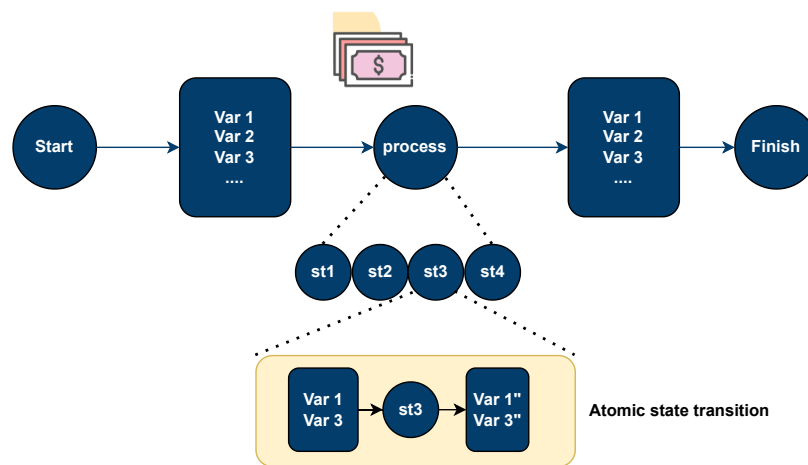 $
Start
Var 1
Var 2
Var 3
....
process
Var 1
Var 2
Var 3
....
Finish
st1
st2
st3
st4
Var 1
Var 3
st3
Var 1"
Var 3"
Atomic state transition